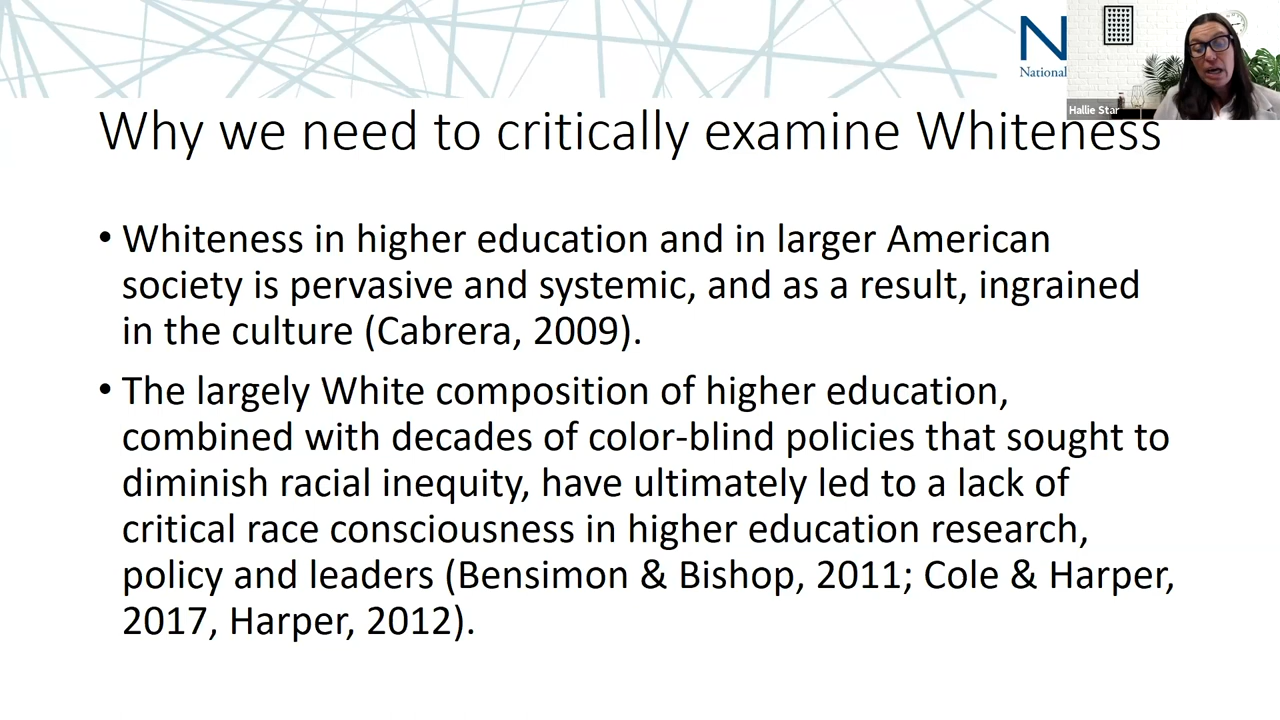 N
National
Hallie Star
Why we need to critically examine Whiteness
• Whiteness in higher education and in larger American
society is pervasive and systemic, and as a result, ingrained
in the culture (Cabrera, 2009).
• The largely White composition of higher education,
combined with decades of color-blind policies that sought to
diminish racial inequity, have ultimately led to a lack of
critical race consciousness in higher education research,
policy and leaders (Bensimon & Bishop, 2011; Cole & Harper,
2017, Harper, 2012).